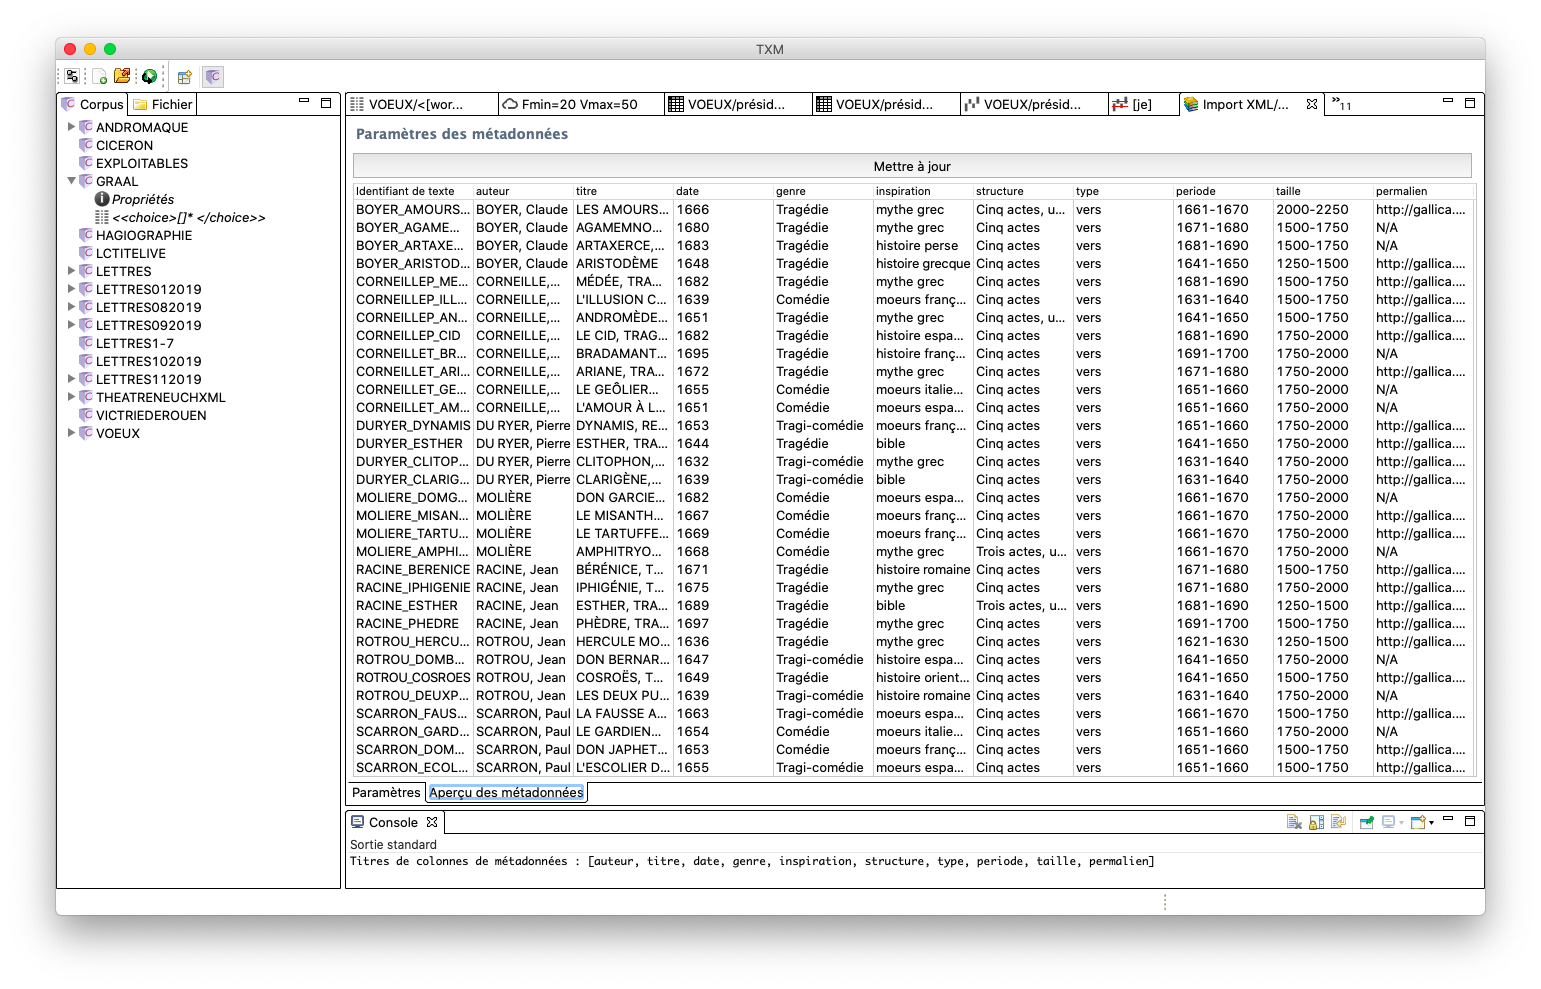 TXM
Corpus Fichier
ANDROMAQUE
CICERON
EXPLOITABLES
GRAAL
Propriétés
<<choice>[]* </choice>>
HAGIOGRAPHIE
LCTITELIVE
LETTRES
LETTRES012019
LETTRES082019
LETTRES092019
LETTRES1-7
LETTRES102019
LETTRES112019
THEATRENEUCHXML
VICTRIEDEROUEN
VOEUX
VOEUX/<[wor... Fmin=20 Vmax=50 VOEUX/présid... VOEUX/présid... VOEUX/présid... [je] Import XML/... »11
Paramètres des métadonnées
Mettre à jour
Identifiant de texte auteur titre date genre inspiration structure type periode taille permalien
BOYER_AMOURS... BOYER, Claude LES AMOURS... 1666 Tragédie mythe grec Cinq actes, u... vers 1661-1670 2000-2250 http://gallica....
BOYER_AGAME... BOYER, Claude AGAMEMNO... 1680 Tragédie mythe grec Cinq actes vers 1671-1680 1500-1750 N/A
BOYER_ARTAXE... BOYER, Claude ARTAXERCE,... 1683 Tragédie histoire perse Cinq actes vers 1681-1690 1500-1750 N/A
BOYER_ARISTOD... BOYER, Claude ARISTODÈME 1648 Tragédie histoire grecque Cinq actes vers 1641-1650 1250-1500 http://gallica....
CORNEILLEP_ME... CORNEILLE,... MÉDÉE, TRA... 1682 Tragédie mythe grec Cinq actes vers 1681-1690 1500-1750 http://gallica....
CORNEILLEP_ILL... CORNEILLE,... L'ILLUSION C... 1639 Comédie moeurs franç... Cinq actes vers 1631-1640 1500-1750 http://gallica....
CORNEILLEP_AN... CORNEILLE,... ANDROMÈDE... 1651 Tragédie mythe grec Cinq actes, u... vers 1641-1650 1500-1750 http://gallica....
CORNEILLEP_CID CORNEILLE,... LE CID, TRAG... 1682 Tragédie histoire espa... Cinq actes vers 1681-1690 1750-2000 http://gallica....
CORNEILLET_BR... CORNEILLE,... BRADAMANT... 1695 Tragédie histoire franç... Cinq actes vers 1691-1700 1750-2000 N/A
CORNEILLET_ARI... CORNEILLE,... ARIANE, TRA... 1672 Tragédie mythe grec Cinq actes vers 1671-1680 1750-2000 http://gallica....
CORNEILLET_GE... CORNEILLE,... LE GEÔLIER... 1655 Comédie moeurs italie... Cinq actes vers 1651-1660 1750-2000 N/A
CORNEILLET_AM... CORNEILLE,... L'AMOUR À L... 1651 Comédie moeurs espa... Cinq actes vers 1651-1660 1750-2000 N/A
DURYER_DYNAMIS DU RYER, Pierre DYNAMIS, RE... 1653 Tragi-comédie moeurs franç... Cinq actes vers 1651-1660 1750-2000 http://gallica....
DURYER_ESTHER DU RYER, Pierre ESTHER, TRA... 1644 Tragédie bible Cinq actes vers 1641-1650 1750-2000 http://gallica....
DURYER_CLITOP... DU RYER, Pierre CLITOPHON,... 1632 Tragi-comédie mythe grec Cinq actes vers 1631-1640 1750-2000 http://gallica....
DURYER_CLARIG... DU RYER, Pierre CLARIGÈNE,... 1639 Tragi-comédie bible Cinq actes vers 1631-1640 1750-2000 http://gallica....
MOLIERE_DOMG... MOLIÈRE DON GARCIE... 1682 Comédie moeurs espa... Cinq actes vers 1661-1670 1750-2000 N/A
MOLIERE_MISAN... MOLIÈRE LE MISANTH... 1667 Comédie moeurs franç... Cinq actes vers 1661-1670 1750-2000 http://gallica....
MOLIERE_TARTU... MOLIÈRE LE TARTUFFE... 1669 Comédie moeurs franç... Cinq actes vers 1661-1670 1750-2000 http://gallica....
MOLIERE_AMPHI... MOLIÈRE AMPHITRYO... 1668 Comédie mythe grec Trois actes, u... vers 1661-1670 1750-2000 N/A
RACINE_BERENICE RACINE, Jean BÉRÉNICE, T... 1671 Tragédie histoire romaine Cinq actes vers 1671-1680 1500-1750 http://gallica....
RACINE_IPHIGENIE RACINE, Jean IPHIGÉNIE, T... 1675 Tragédie mythe grec Cinq actes vers 1671-1680 1750-2000 http://gallica....
RACINE_ESTHER RACINE, Jean ESTHER, TRA... 1689 Tragédie bible Trois actes, u... vers 1681-1690 1250-1500 http://gallica....
RACINE_PHEDRE RACINE, Jean PHÈDRE, TRA... 1697 Tragédie mythe grec Cinq actes vers 1691-1700 1500-1750 http://gallica....
ROTROU_HERCU... ROTROU, Jean HERCULE MO... 1636 Tragédie mythe grec Cinq actes vers 1621-1630 1250-1500 http://gallica....
ROTROU_DOMB... ROTROU, Jean DON BERNAR... 1647 Tragi-comédie histoire espa... Cinq actes vers 1641-1650 1750-2000 N/A
ROTROU_COSROES ROTROU, Jean COSROËS, T... 1649 Tragédie histoire orient... Cinq actes vers 1641-1650 1500-1750 http://gallica....
ROTROU_DEUXP... ROTROU, Jean LES DEUX PU... 1639 Tragi-comédie histoire romaine Cinq actes vers 1631-1640 1750-2000 N/A
SCARRON_FAUS... SCARRON, Paul LA FAUSSE A... 1663 Tragi-comédie moeurs espa... Cinq actes vers 1661-1670 1500-1750 http://gallica....
SCARRON_GARD... SCARRON, Paul LE GARDIEN... 1654 Comédie moeurs italie... Cinq actes vers 1651-1660 1750-2000 N/A
SCARRON_DOM... SCARRON, Paul DON JAPHET... 1653 Comédie moeurs franç... Cinq actes vers 1651-1660 1500-1750 http://gallica....
SCARRON_ECOL... SCARRON, Paul L'ESCOLIER D... 1655 Tragi-comédie moeurs espa... Cinq actes vers 1651-1660 1500-1750 http://gallica....
Paramètres Aperçu des métadonnées
Console
Sortie standard
Titres de colonnes de métadonnées : [auteur, titre, date, genre, inspiration, structure, type, periode, taille, permalien]